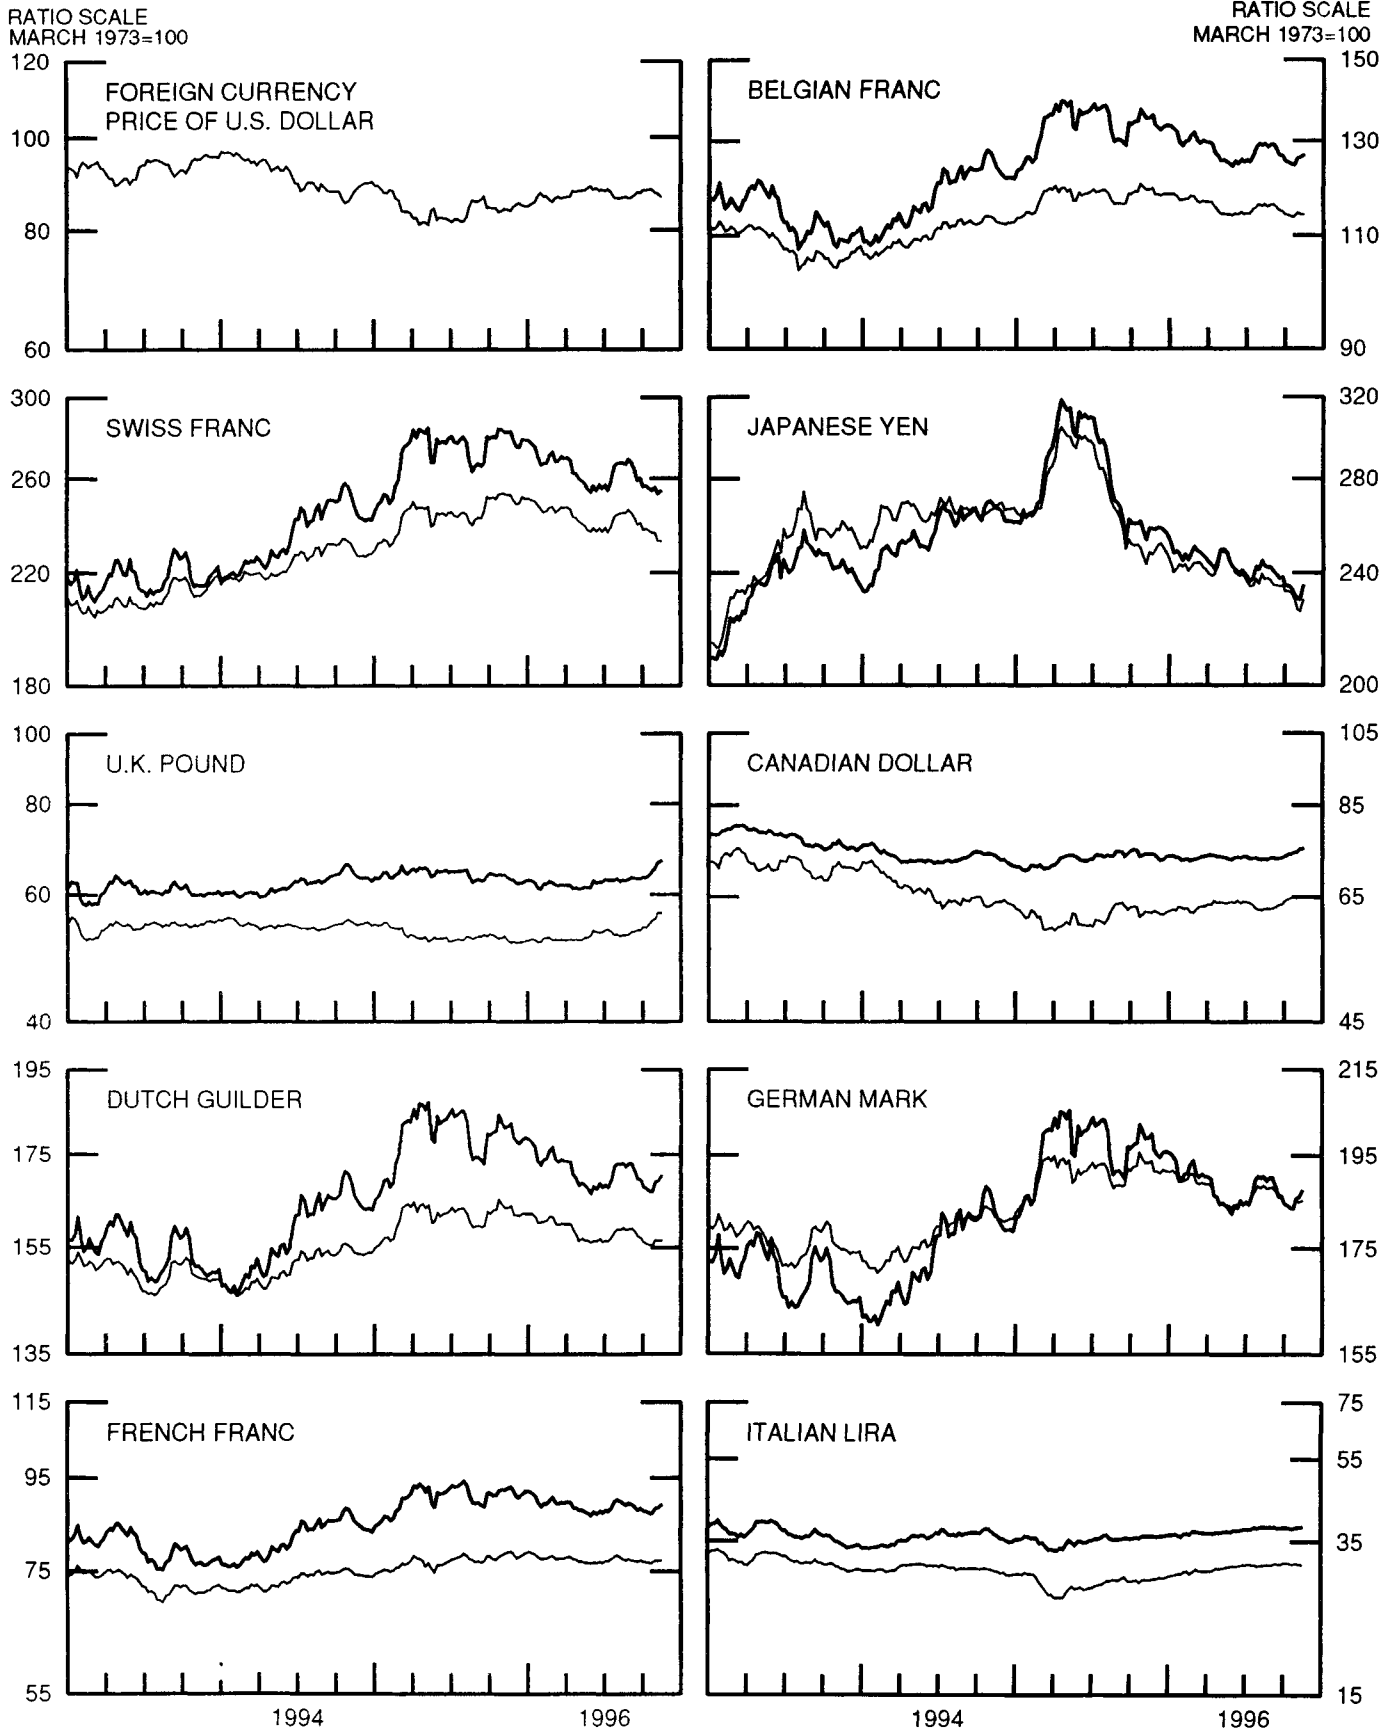 RATIO SCALE
MARCH 1973=100
RATIO SCALE
MARCH 1973=100
FOREIGN CURRENCY
PRICE OF U.S. DOLLAR
120
100
80
60
BELGIAN FRANC
150
130
110
90
SWISS FRANC
300
260
220
180
JAPANESE YEN
320
280
240
200
U.K. POUND
100
80
60
40
CANADIAN DOLLAR
105
85
65
45
DUTCH GUILDER
195
175
155
135
GERMAN MARK
215
195
175
155
FRENCH FRANC
115
95
75
55
ITALIAN LIRA
75
55
35
15
1994
1996
1994
1996